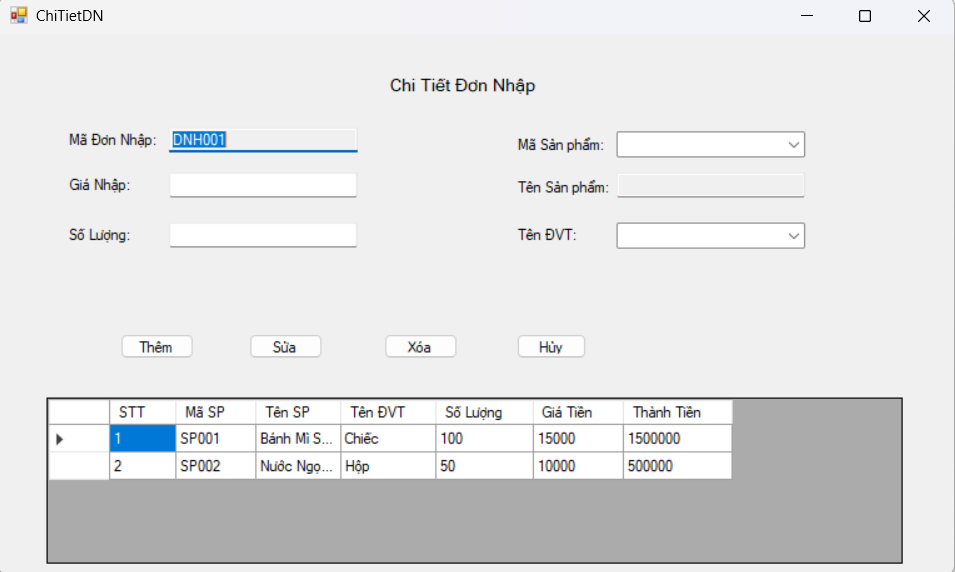 ChiTietDN
Chi Tiết Đơn Nhập
Mã Đơn Nhập: DNH001
Mã Sản phẩm:
Giá Nhập:
Tên Sản phẩm:
Số Lượng:
Tên ĐVT:
Thêm Sửa Xóa Hủy
STT Mã SP Tên SP Tên ĐVT Số Lượng Giá Tiền Thành Tiền
1 SP001 Bánh Mì S... Chiếc 100 15000 1500000
2 SP002 Nước Ngọ... Hộp 50 10000 500000